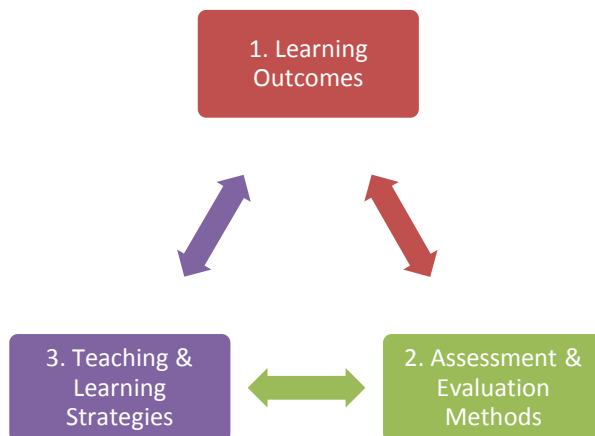 1. Learning
Outcomes
3. Teaching &
Learning
Strategies
2. Assessment &
Evaluation
Methods